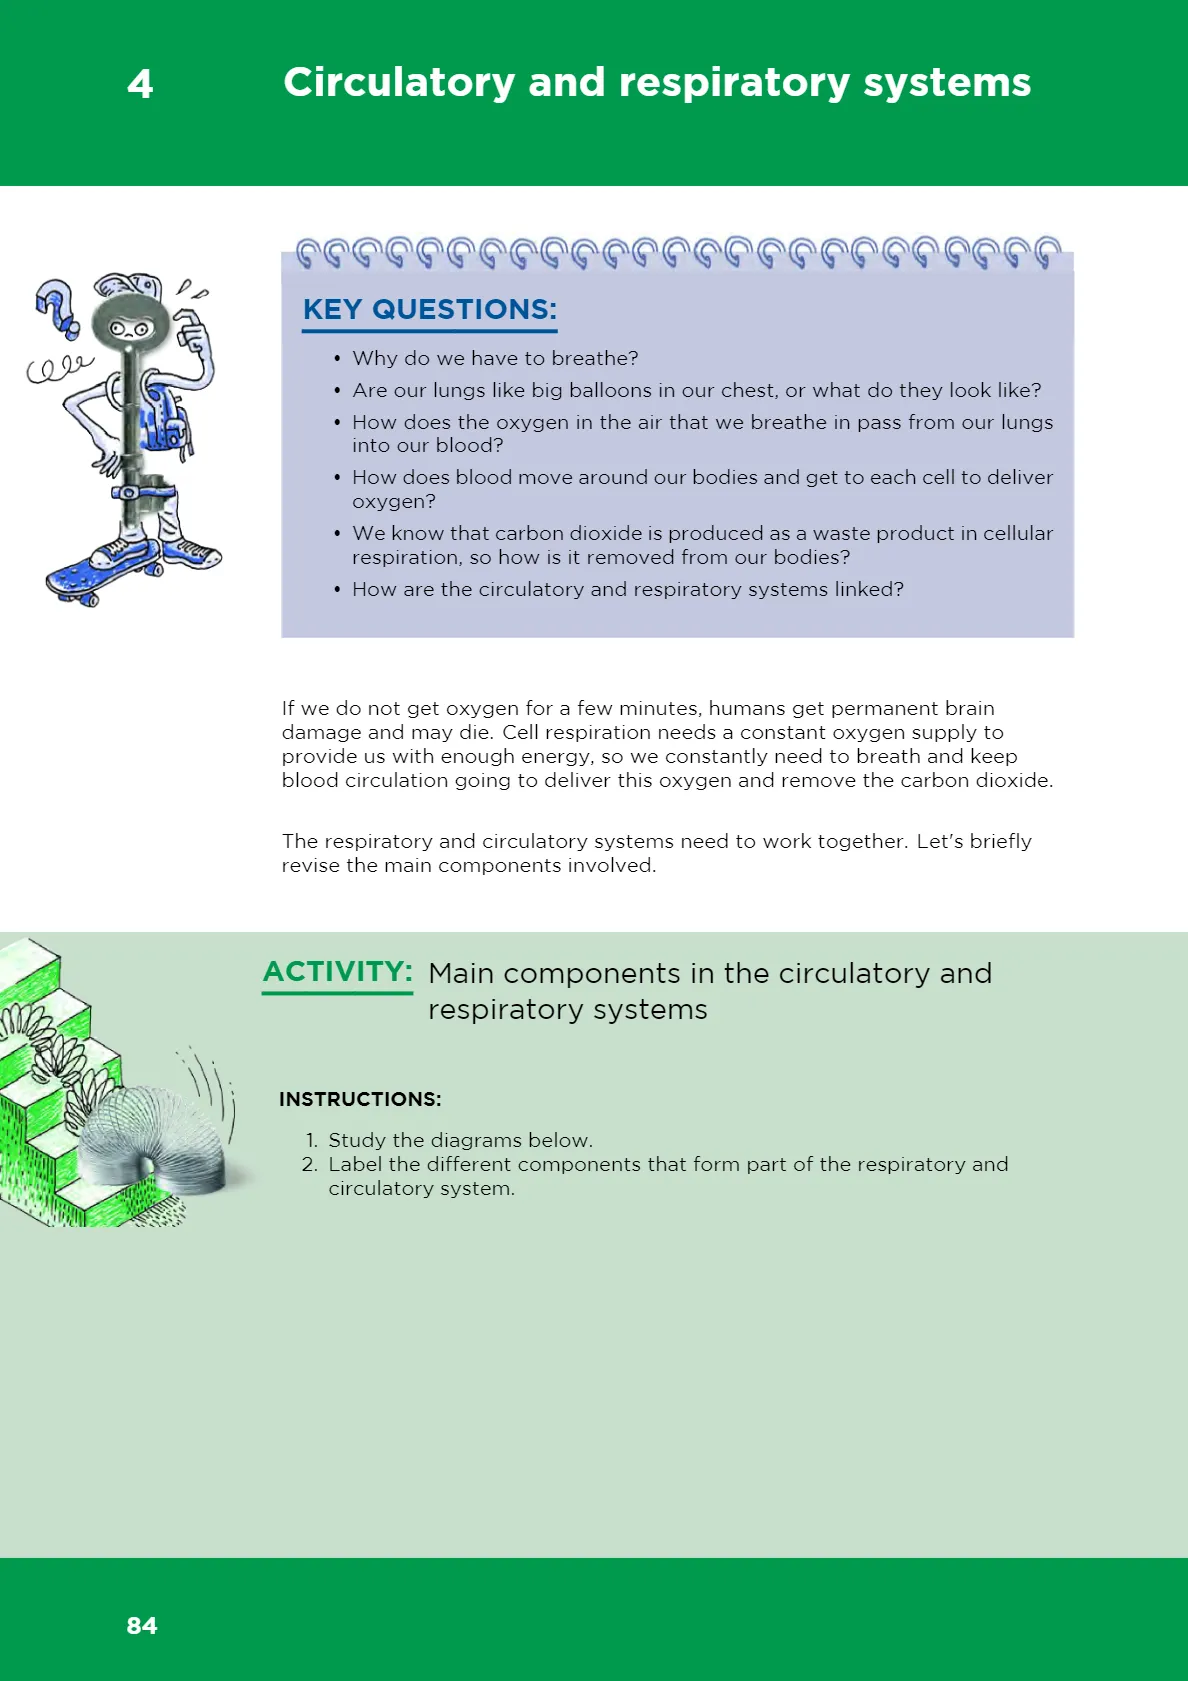 4
Circulatory and respiratory systems
KEY QUESTIONS:
• Why do we have to breathe?
• Are our lungs like big balloons in our chest, or what do they look like?
• How does the oxygen in the air that we breathe in pass from our lungs
into our blood?
• How does blood move around our bodies and get to each cell to deliver
oxygen?
• We know that carbon dioxide is produced as a waste product in cellular
respiration, so how is it removed from our bodies?
• How are the circulatory and respiratory systems linked?
If we do not get oxygen for a few minutes, humans get permanent brain
damage and may die. Cell respiration needs a constant oxygen supply to
provide us with enough energy, so we constantly need to breath and keep
blood circulation going to deliver this oxygen and remove the carbon dioxide.
The respiratory and circulatory systems need to work together. Let's briefly
revise the main components involved.
ACTIVITY: Main components in the circulatory and
respiratory systems
INSTRUCTIONS:
1. Study the diagrams below.
2. Label the different components that form part of the respiratory and
circulatory system.
84